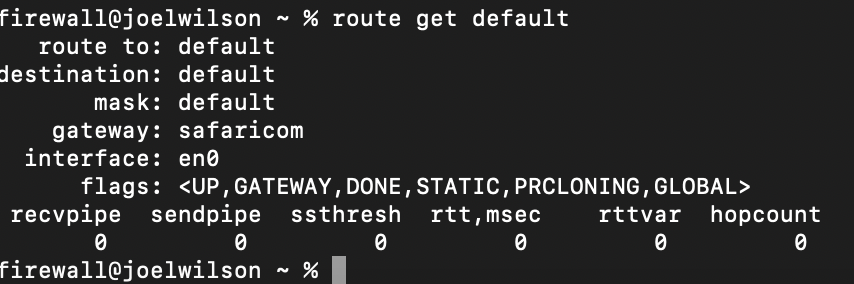 firewall@joelwilson ~ % route get default
route to: default
destination: default
mask: default
gateway: safaricom
interface: en0
flags: <UP,GATEWAY,DONE,STATIC,PRCLONING,GLOBAL>
recvpipe sendpipe ssthresh rtt,msec rttvar hopcount
0 0 0 0 0 0
firewall@joelwilson ~ %